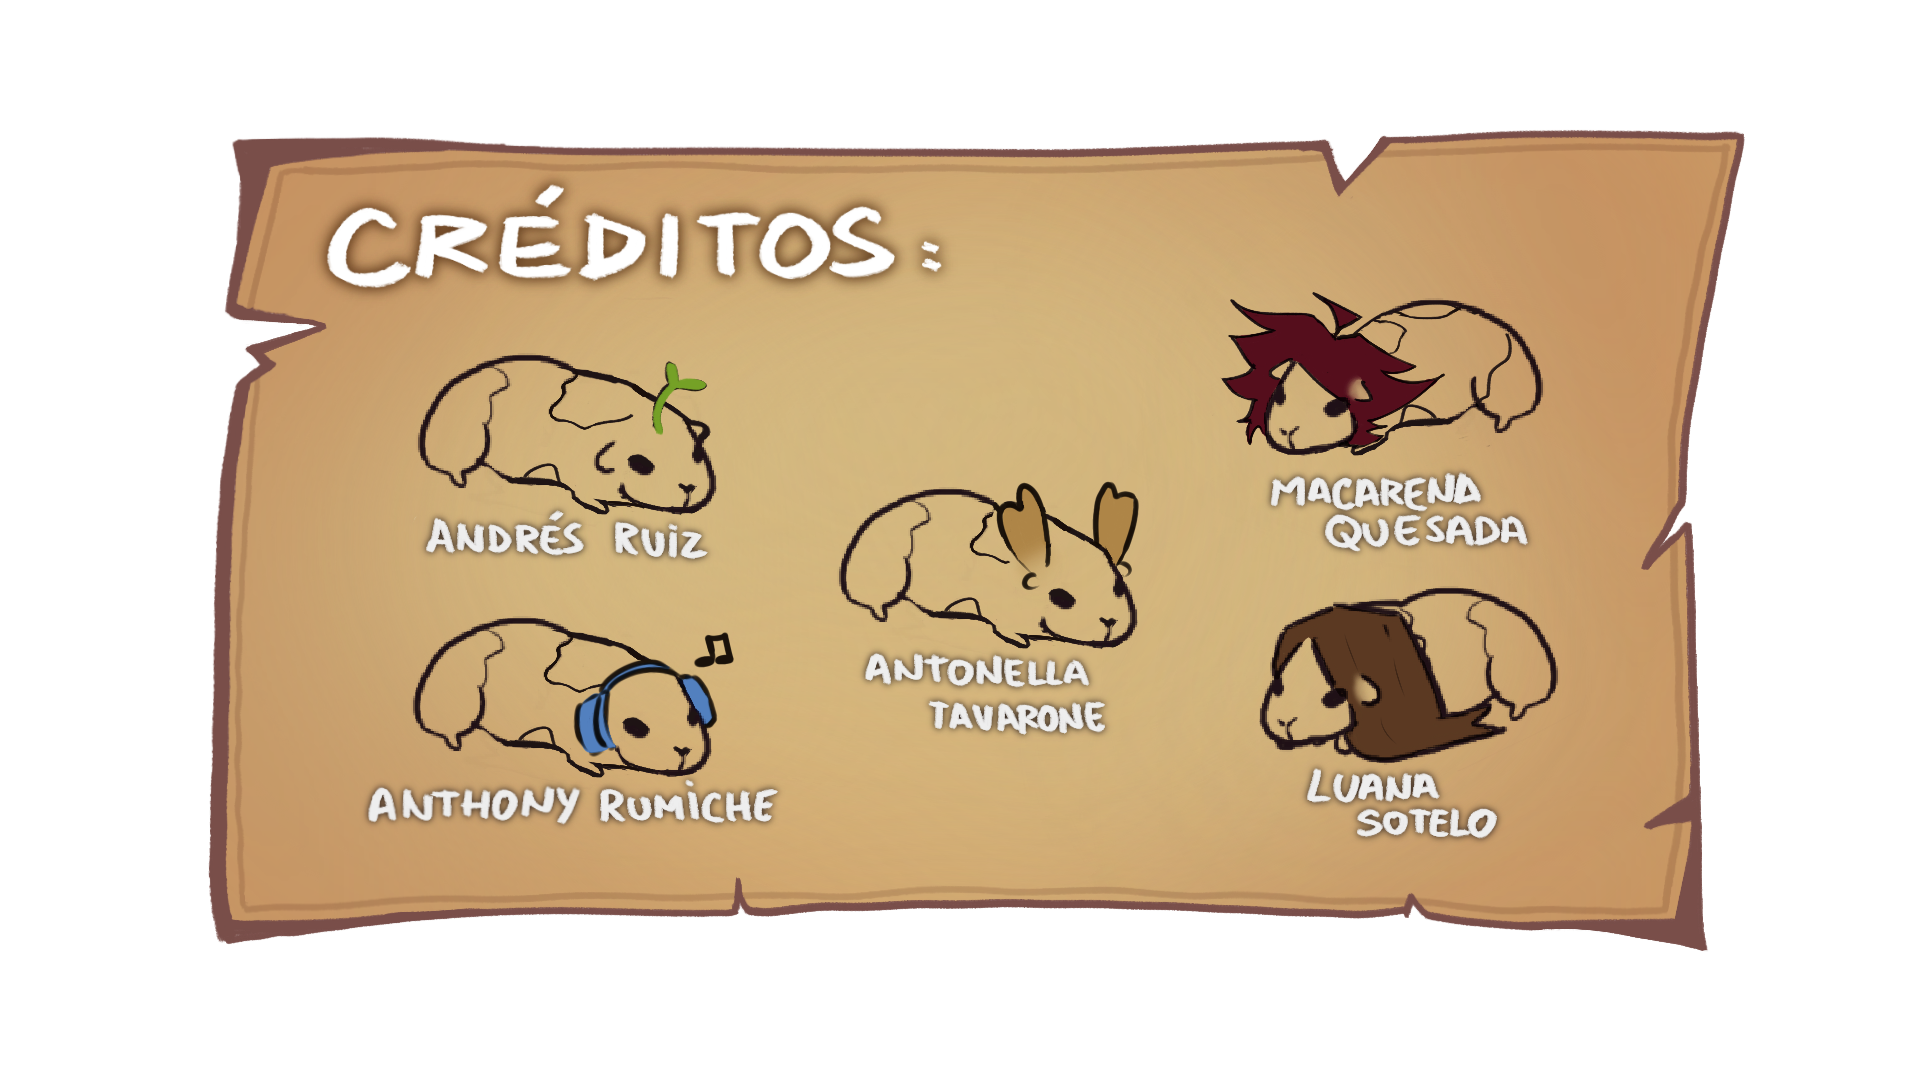 CRÉDITOS:
ANDRÉS RUIZ
ANTHONY RUMICHE
ANTONELLA
TAVARONE
MACARENA
QUESADA
LUANA
SOTELO